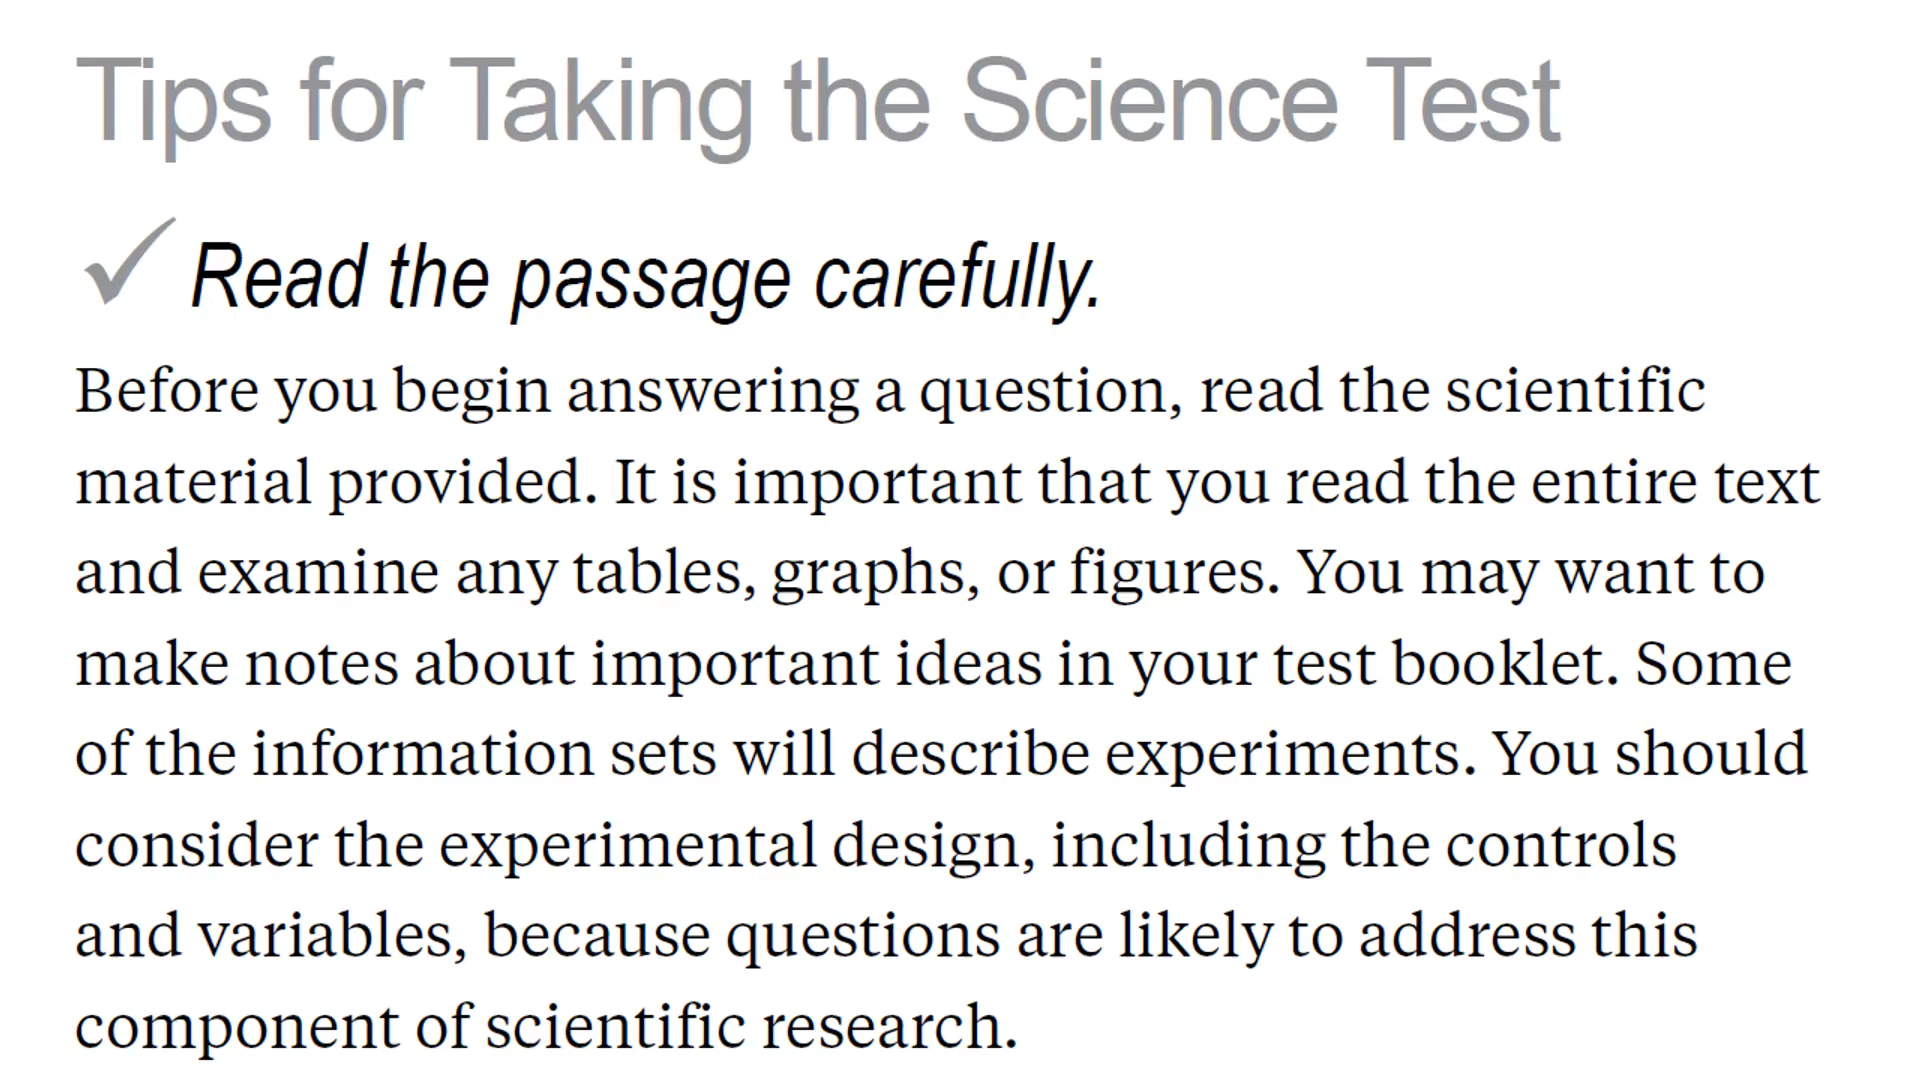 Tips for Taking the Science Test
✓ Read the passage carefully.
Before you begin answering a question, read the scientific
material provided. It is important that you read the entire text
and examine any tables, graphs, or figures. You may want to
make notes about important ideas in your test booklet. Some
of the information sets will describe experiments. You should
consider the experimental design, including the controls
and variables, because questions are likely to address this
component of scientific research.